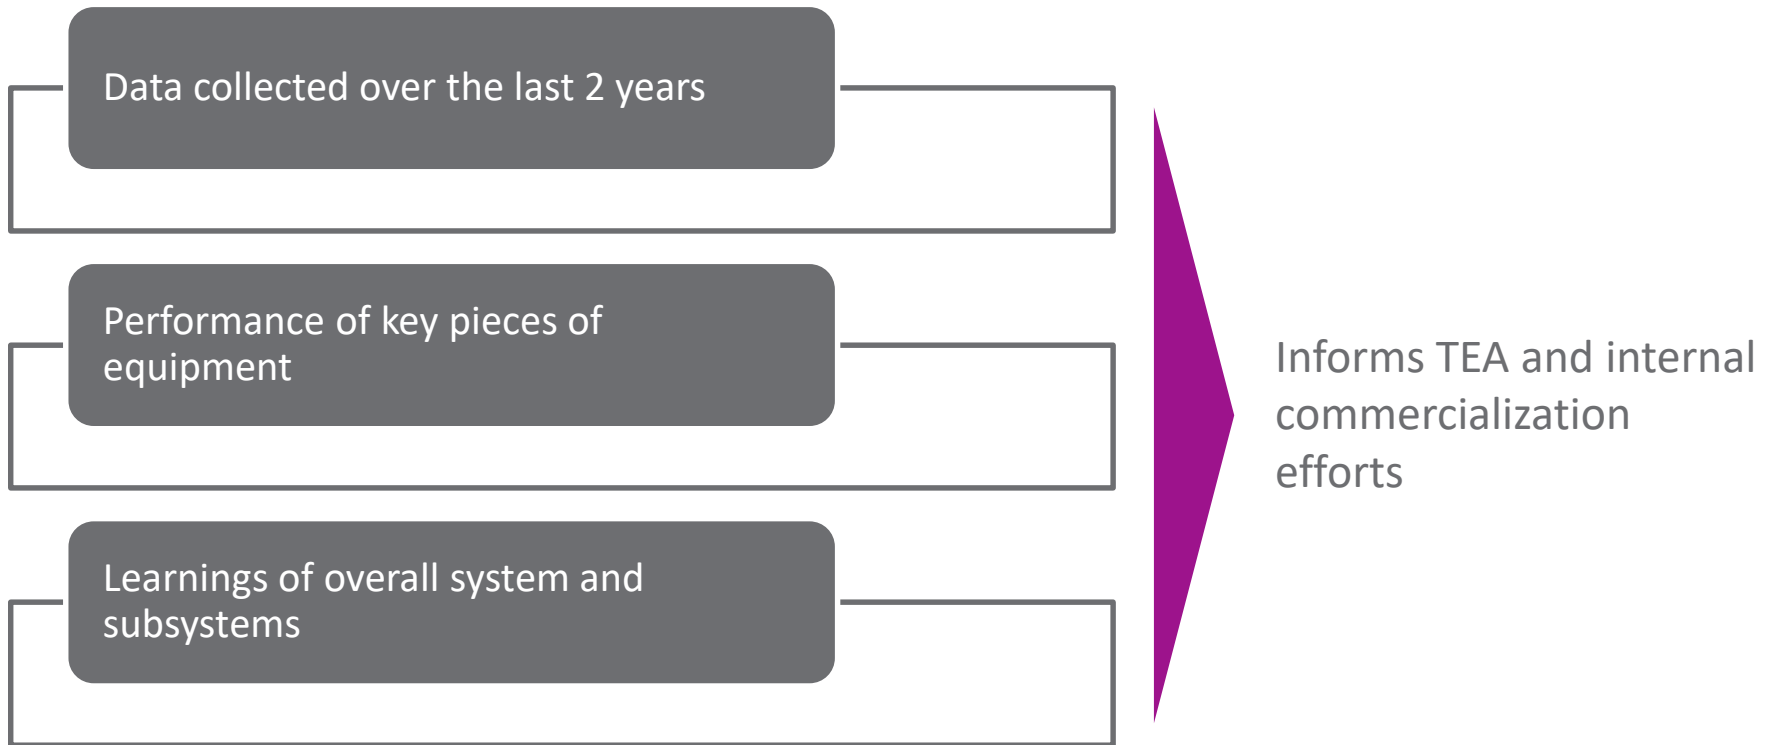 Data collected over the last 2 years
Performance of key pieces of
equipment
Learnings of overall system and
subsystems
Informs TEA and internal
commercialization
efforts